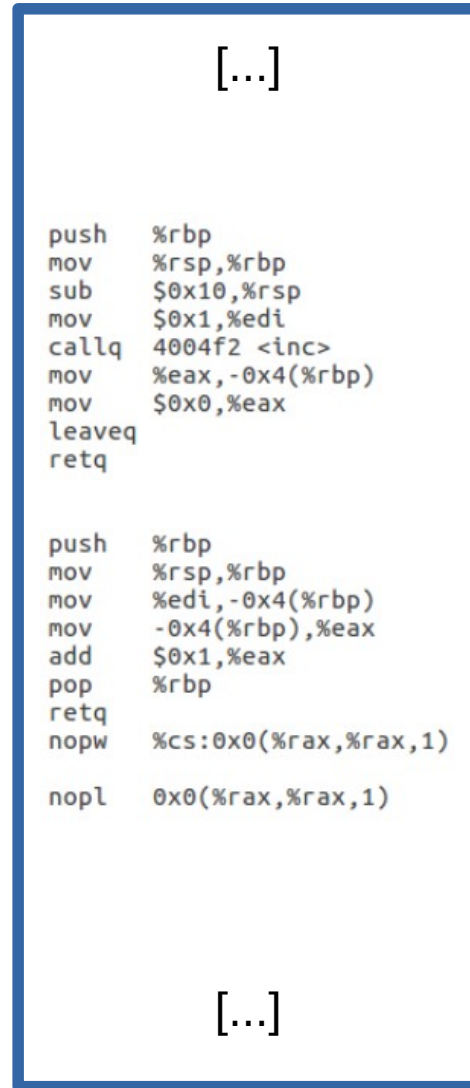 [...]
push %rbp
mov %rsp,%rbp
sub $0x10,%rsp
mov $0x1,%edi
callq 4004f2 <inc>
mov %eax,-0x4(%rbp)
mov $0x0,%eax
leaveq
retq
push %rbp
mov %rsp,%rbp
mov %edi,-0x4(%rbp)
mov -0x4(%rbp),%eax
add $0x1,%eax
pop %rbp
retq
nopw %cs:0x0(%rax,%rax,1)
nopl 0x0(%rax,%rax,1)
[...]